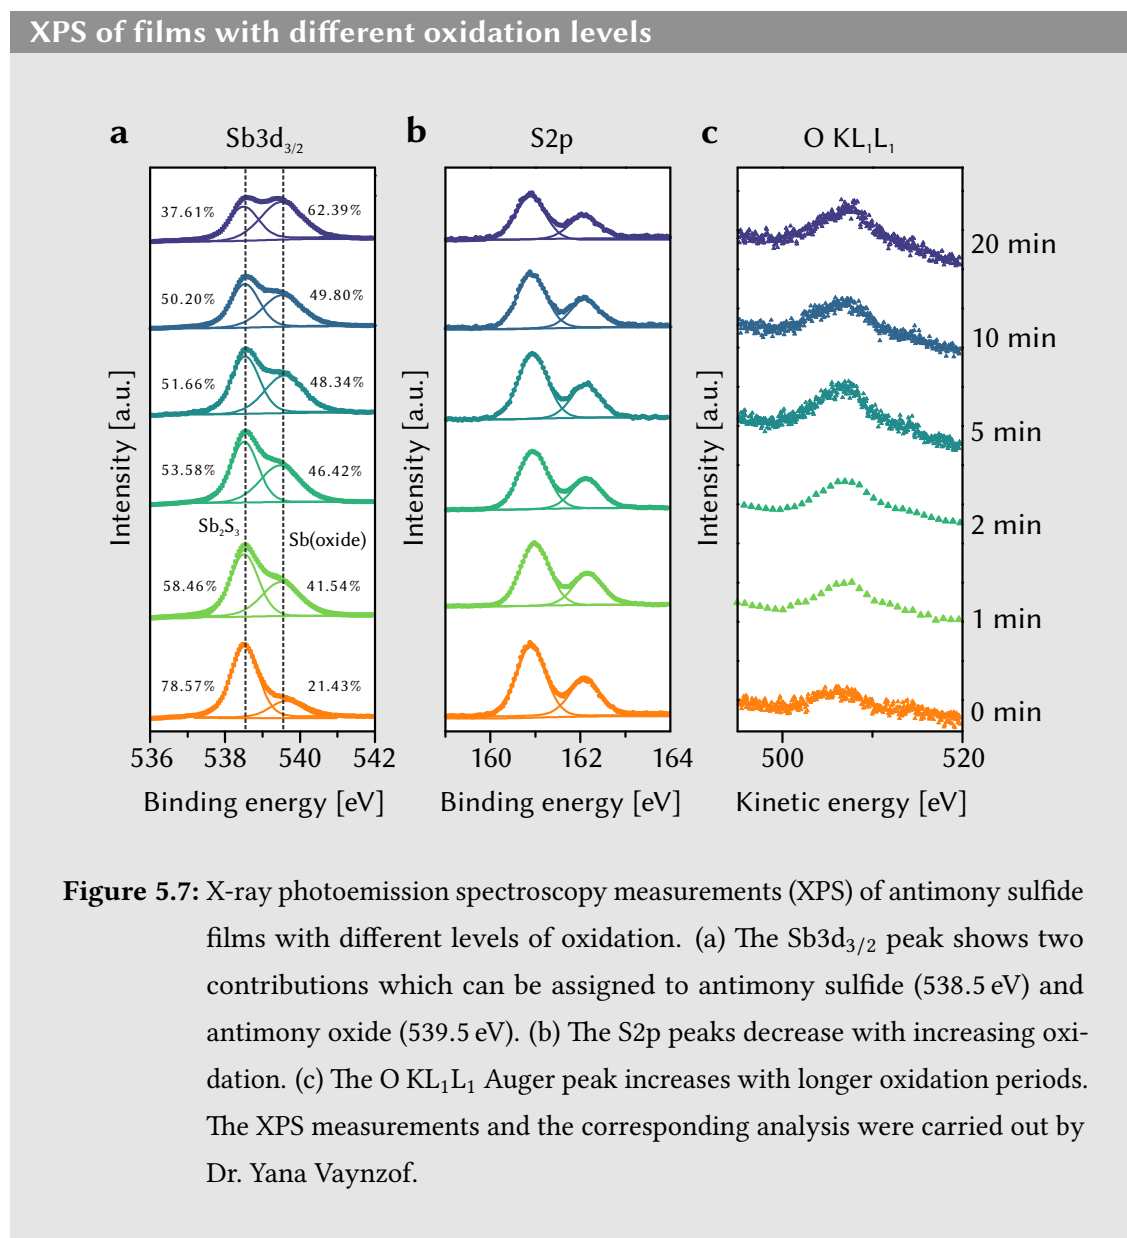 XPS of films with different oxidation levels
a Sb3d3/2 b S2p c O KL1L1
Intensity [a.u.]
37.61% 62.39%
50.20% 49.80%
51.66% 48.34%
53.58% 46.42%
Sb2S3 Sb(oxide)
58.46% 41.54%
78.57% 21.43%
536 538 540 542
Binding energy [eV]
Intensity [a.u.]
160 162 164
Binding energy [eV]
Intensity [a.u.]
20 min
10 min
5 min
2 min
1 min
0 min
500 520
Kinetic energy [eV]
Figure 5.7: X-ray photoemission spectroscopy measurements (XPS) of antimony sulfide
films with different levels of oxidation. (a) The Sb3d3/2 peak shows two
contributions which can be assigned to antimony sulfide (538.5 eV) and
antimony oxide (539.5 eV). (b) The S2p peaks decrease with increasing oxi-
dation. (c) The O KL1L1 Auger peak increases with longer oxidation periods.
The XPS measurements and the corresponding analysis were carried out by
Dr. Yana Vaynzof.